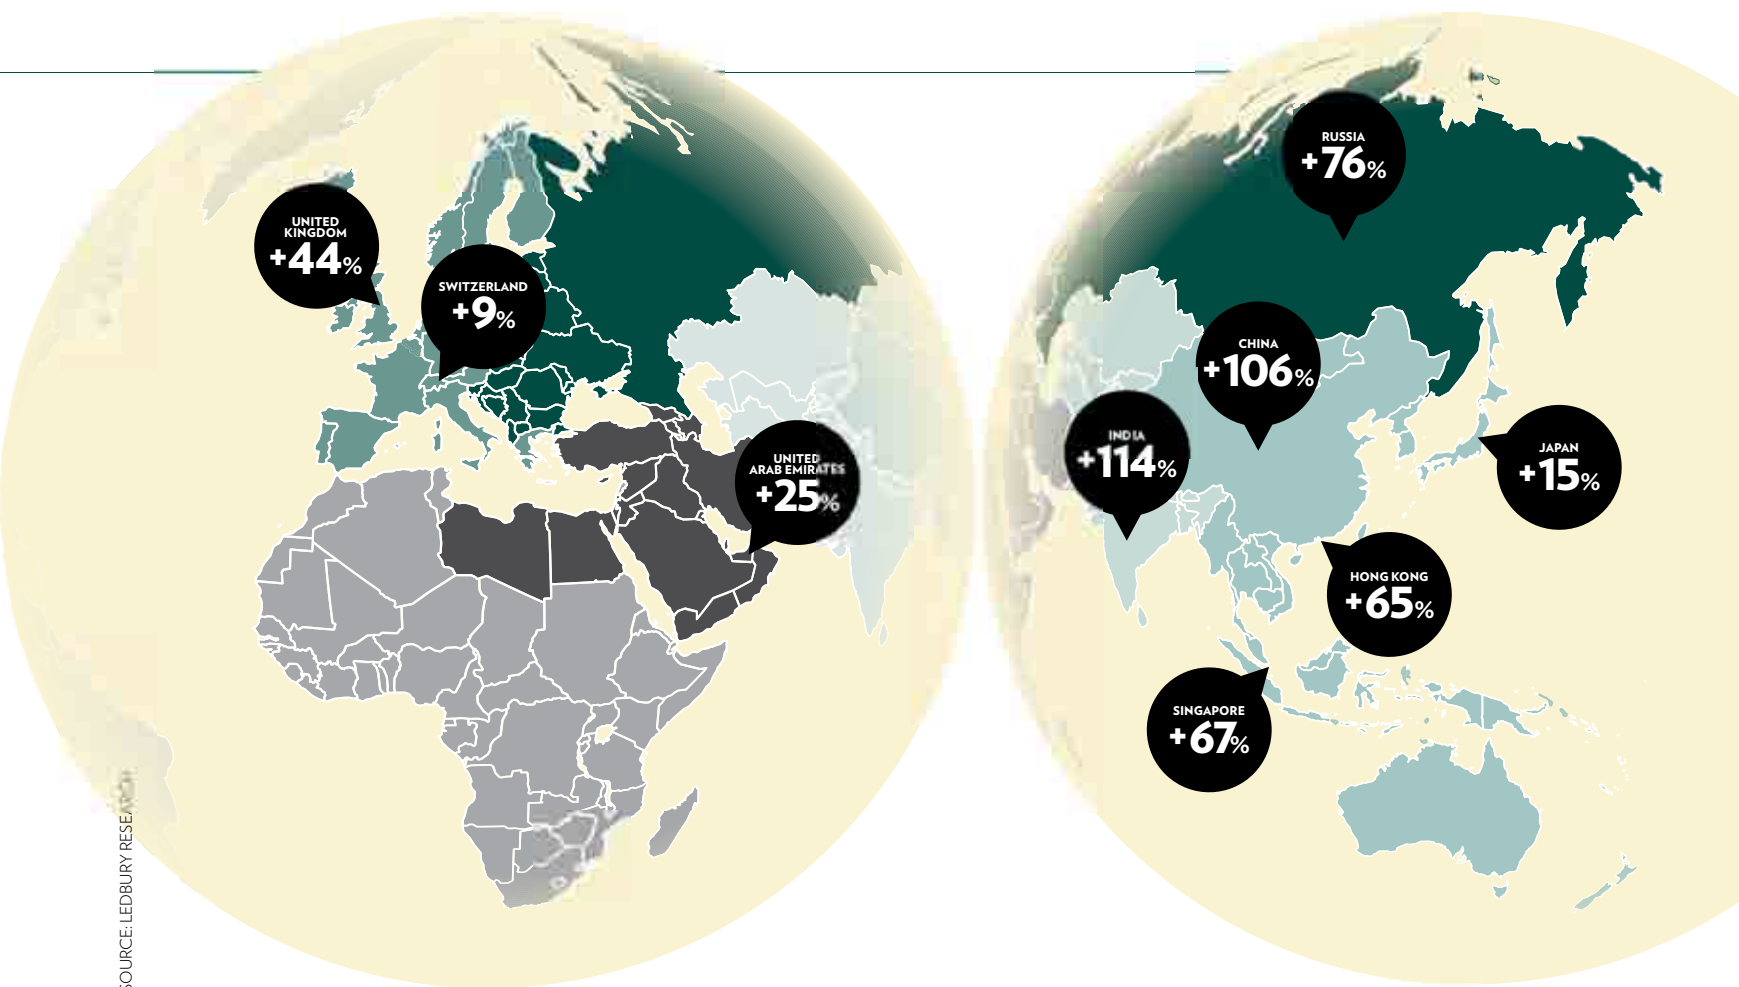 UNITED
KINGDOM
+44%
SWITZERLAND
+9%
UNITED
ARAB EMIRATES
+25%
RUSSIA
+76%
CHINA
+106%
INDIA
+114%
JAPAN
+15%
HONG KONG
+65%
SINGAPORE
+67%
SOURCE: LEDBURY RESEARCH